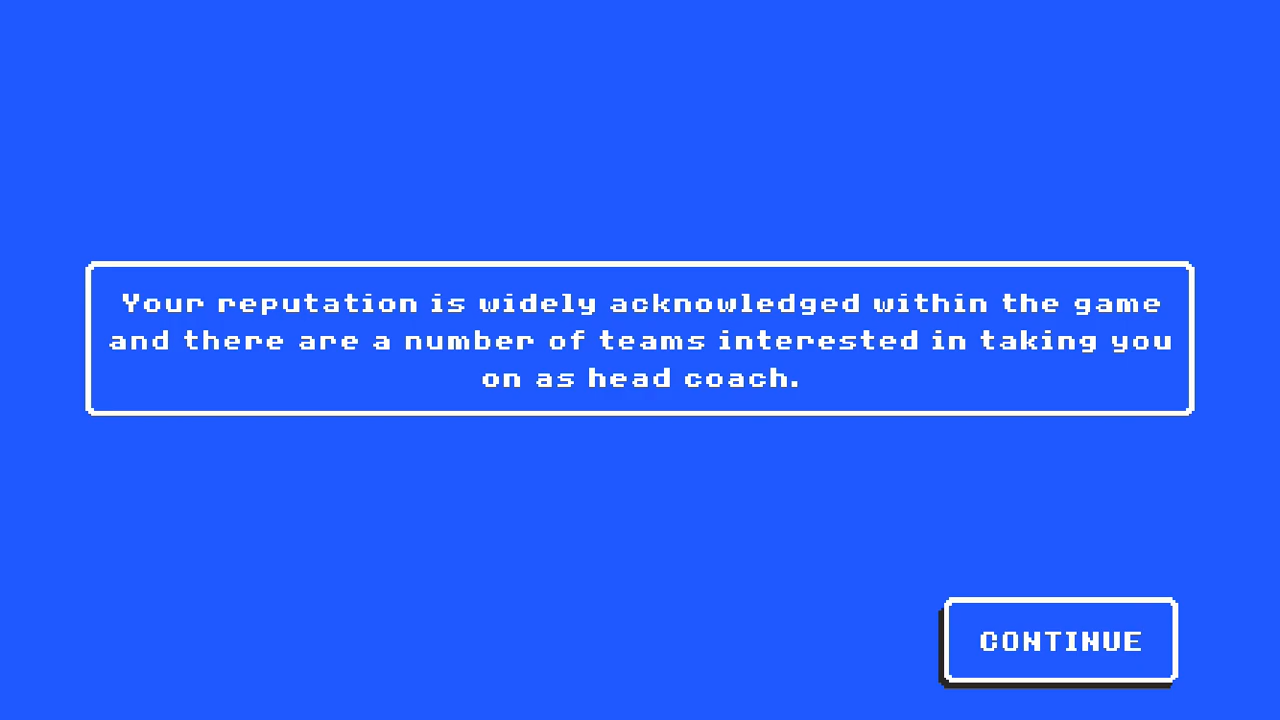 Your reputation is widely acknowledged within the game
and there are a number of teams interested in taking you
on as head coach.
CONTINUE